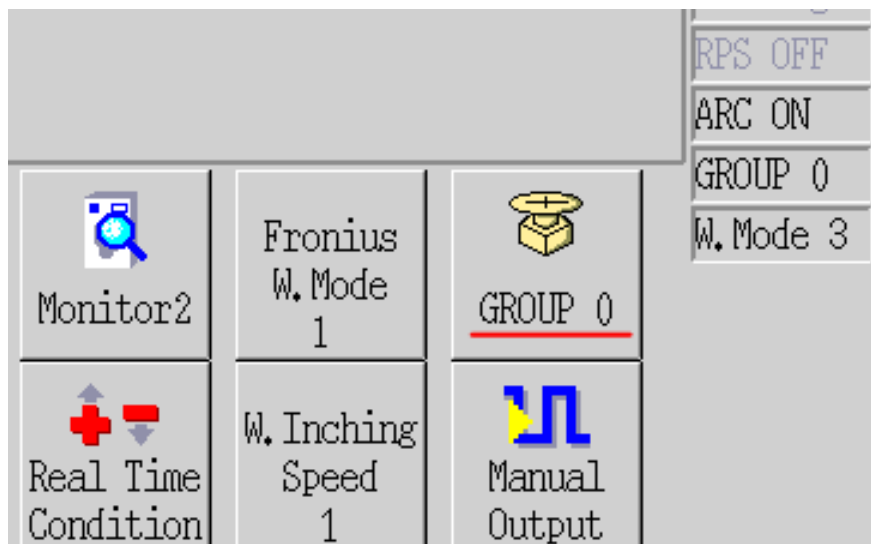 RPS OFF
ARC ON
GROUP 0
W.Mode 3
Monitor2
Fronius
W.Mode
1
GROUP 0
Real Time
Condition
W.Inching
Speed
1
Manual
Output